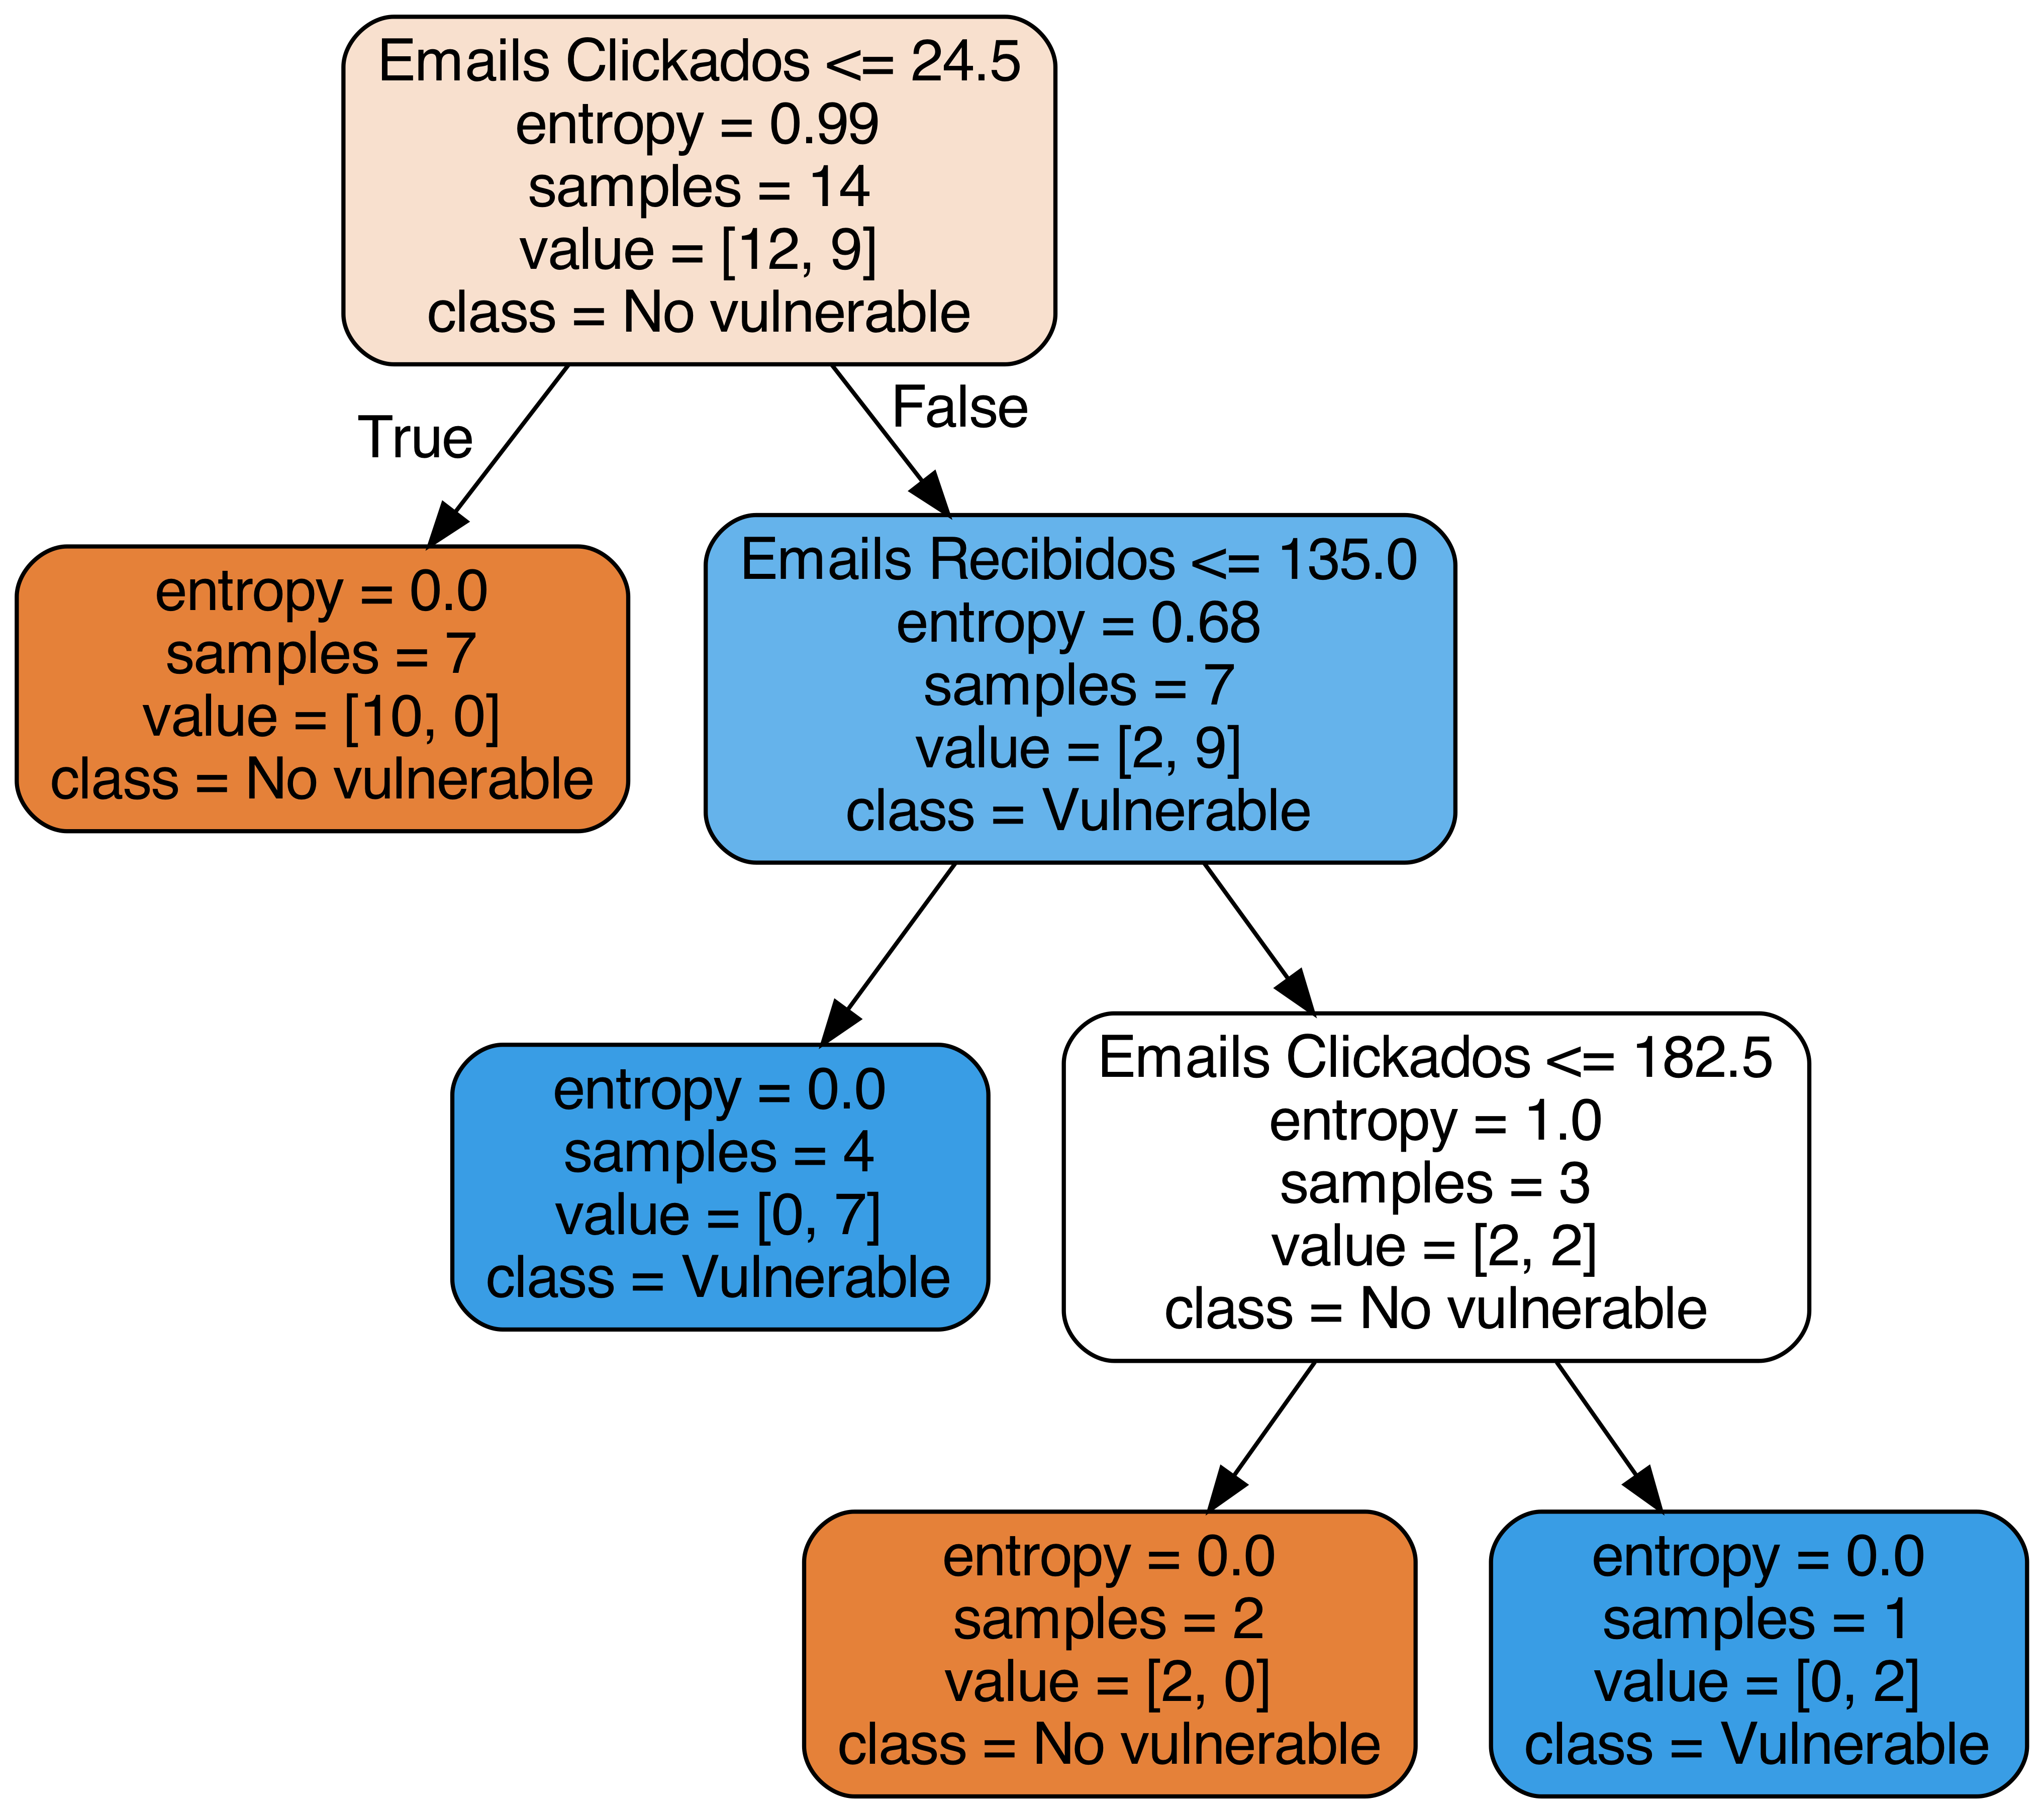 Emails Clickados <= 24.5
entropy = 0.99
samples = 14
value = [12, 9]
class = No vulnerable
True
False
entropy = 0.0
samples = 7
value = [10, 0]
class = No vulnerable
Emails Recibidos <= 135.0
entropy = 0.68
samples = 7
value = [2, 9]
class = Vulnerable
entropy = 0.0
samples = 4
value = [0, 7]
class = Vulnerable
Emails Clickados <= 182.5
entropy = 1.0
samples = 3
value = [2, 2]
class = No vulnerable
entropy = 0.0
samples = 2
value = [2, 0]
class = No vulnerable
entropy = 0.0
samples = 1
value = [0, 2]
class = Vulnerable